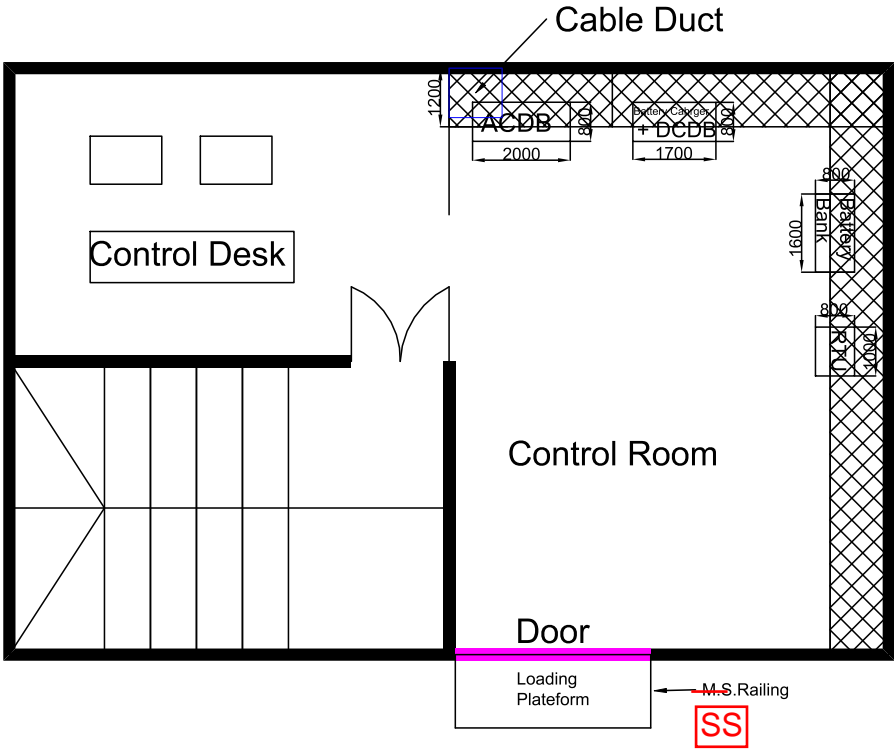 Cable Duct
1200
ACDB
800
2000
Battery Cahrger
+ DCDB
800
1700
800
Battery
Bank
1600
Control Desk
800
RTU
1000
Control Room
Door
Loading
Plateform
M.S.Railing
SS